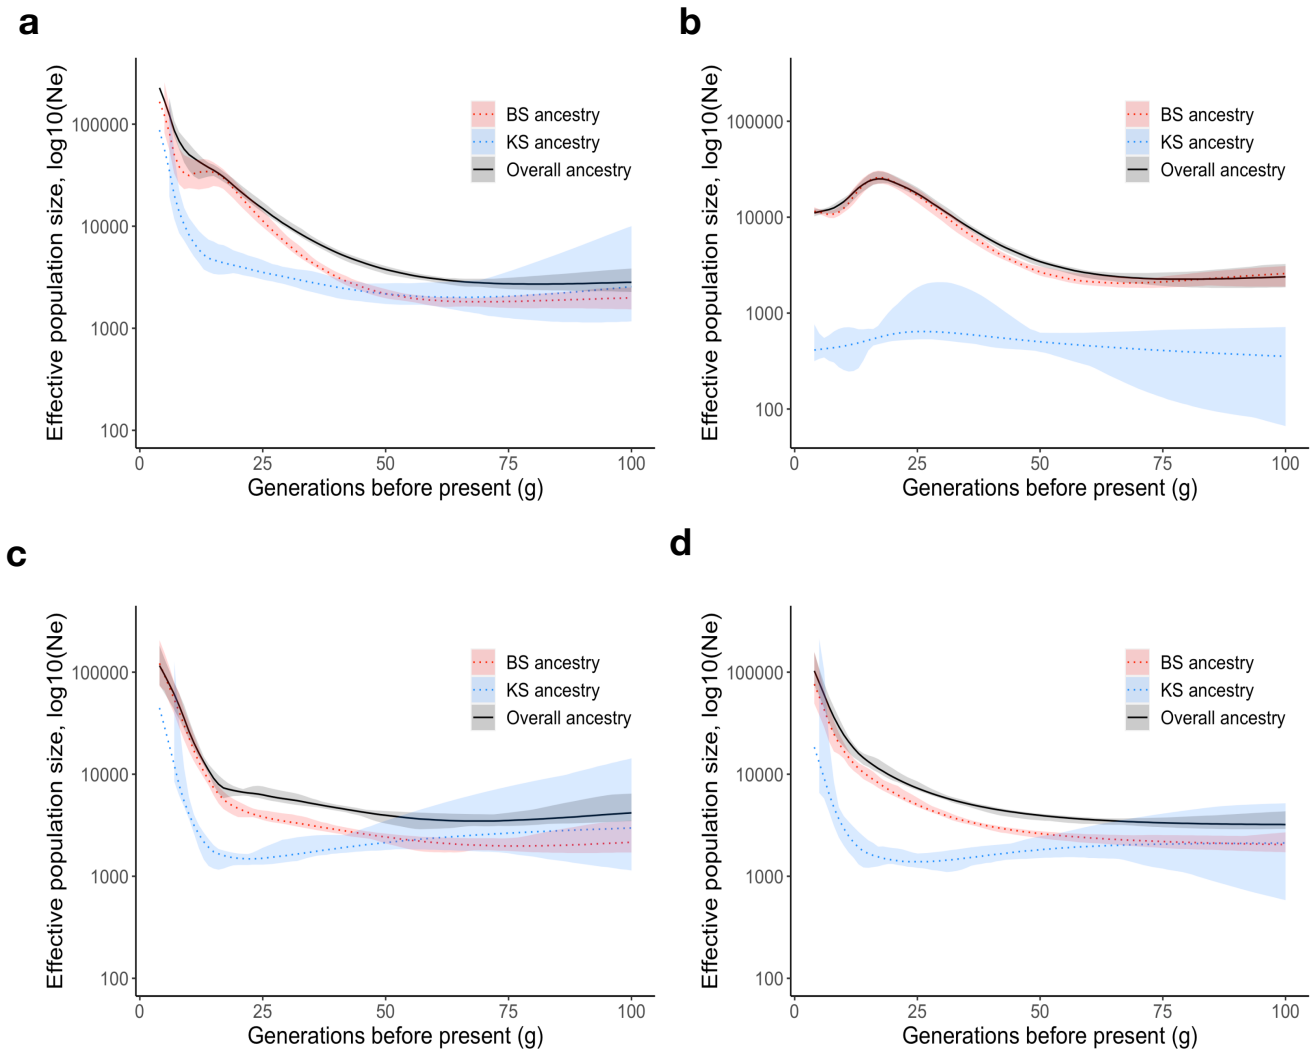 a
Effective population size, log10(Ne)
100000
10000
1000
100
0 25 50 75 100
Generations before present (g)
BS ancestry
KS ancestry
Overall ancestry
b
Effective population size, log10(Ne)
100000
10000
1000
100
0 25 50 75 100
Generations before present (g)
BS ancestry
KS ancestry
Overall ancestry
c
Effective population size, log10(Ne)
100000
10000
1000
100
0 25 50 75 100
Generations before present (g)
BS ancestry
KS ancestry
Overall ancestry
d
Effective population size, log10(Ne)
100000
10000
1000
100
0 25 50 75 100
Generations before present (g)
BS ancestry
KS ancestry
Overall ancestry